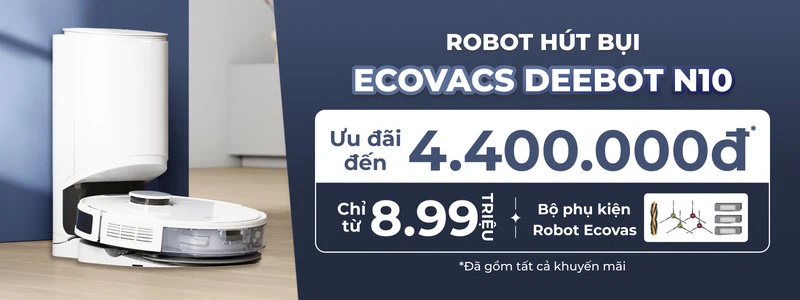 ROBOT HÚT BỤI
ECOVACS DEEBOT N10
Ưu đãi
đến
4.400.000đ*
Chỉ
từ
8.99 TRIỆU
Bộ phụ kiện
Robot Ecovas
*Đã gồm tất cả khuyến mãi